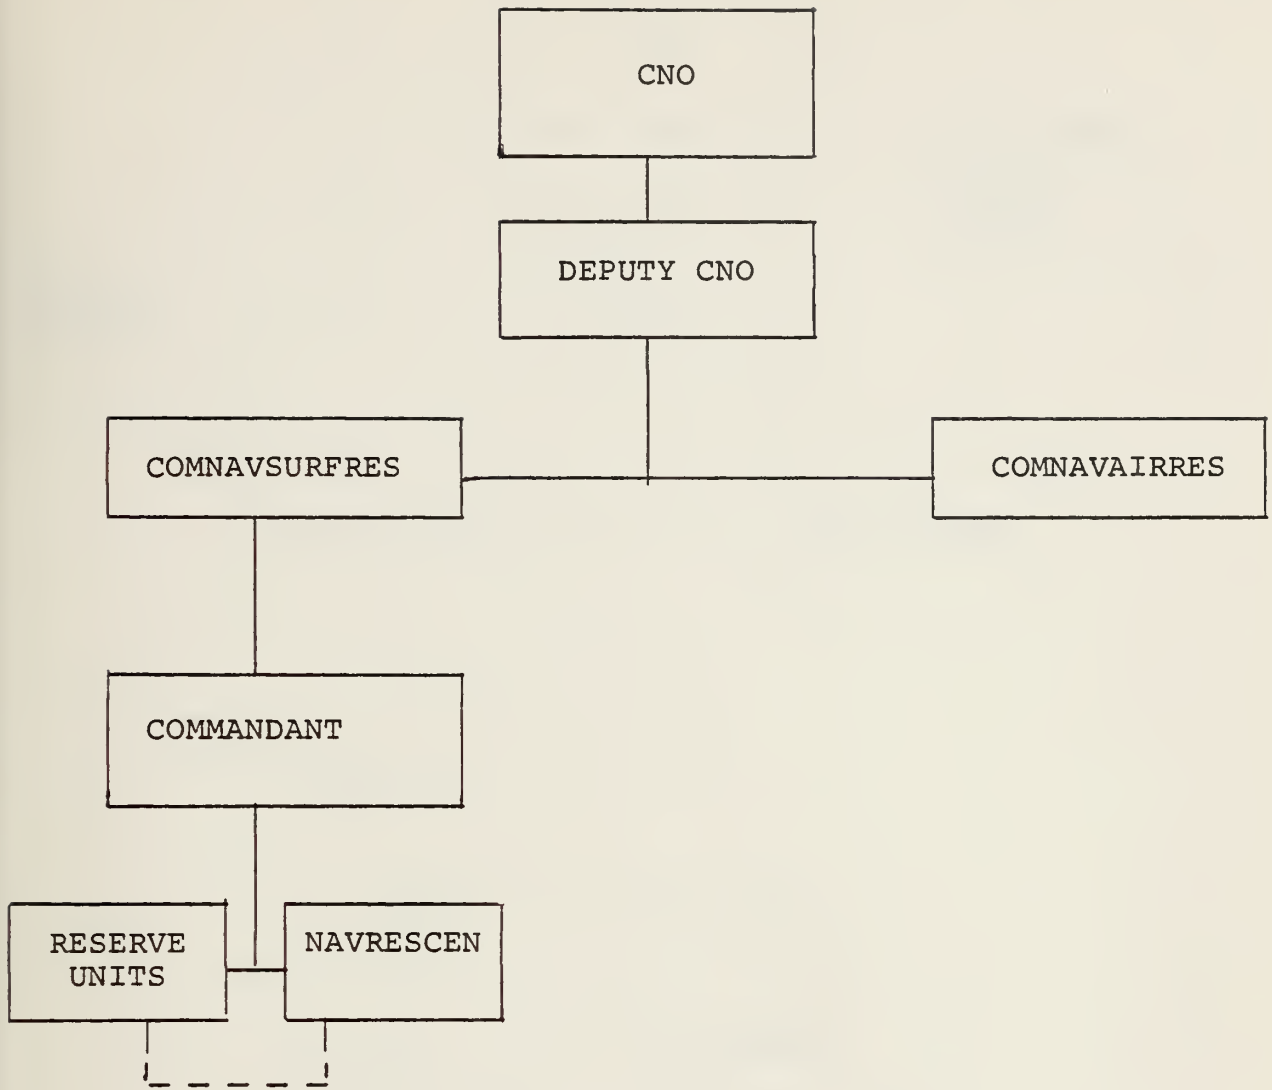 CNO
DEPUTY CNO
COMNAVSURFRES
COMNAVAIRRES
COMMANDANT
RESERVE
UNITS
NAVRESCEN